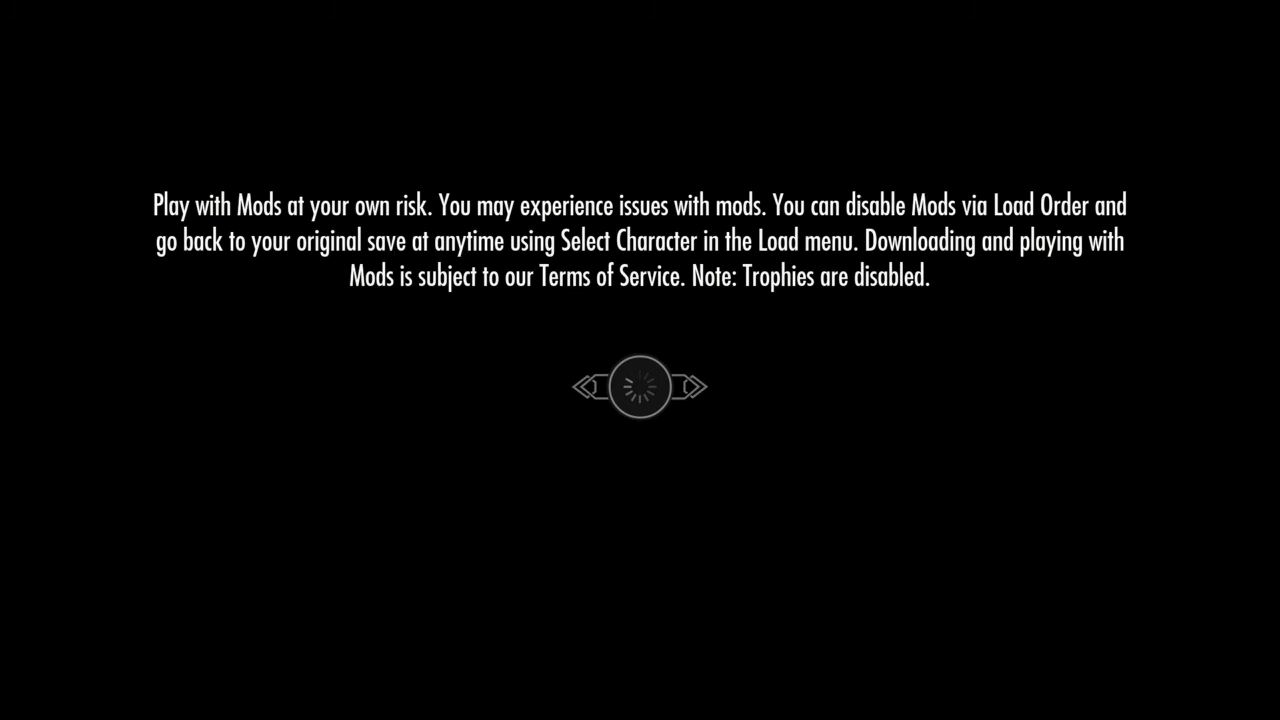 Play with Mods at your own risk. You may experience issues with mods. You can disable Mods via Load Order and
go back to your original save at anytime using Select Character in the Load menu. Downloading and playing with
Mods is subject to our Terms of Service. Note: Trophies are disabled.